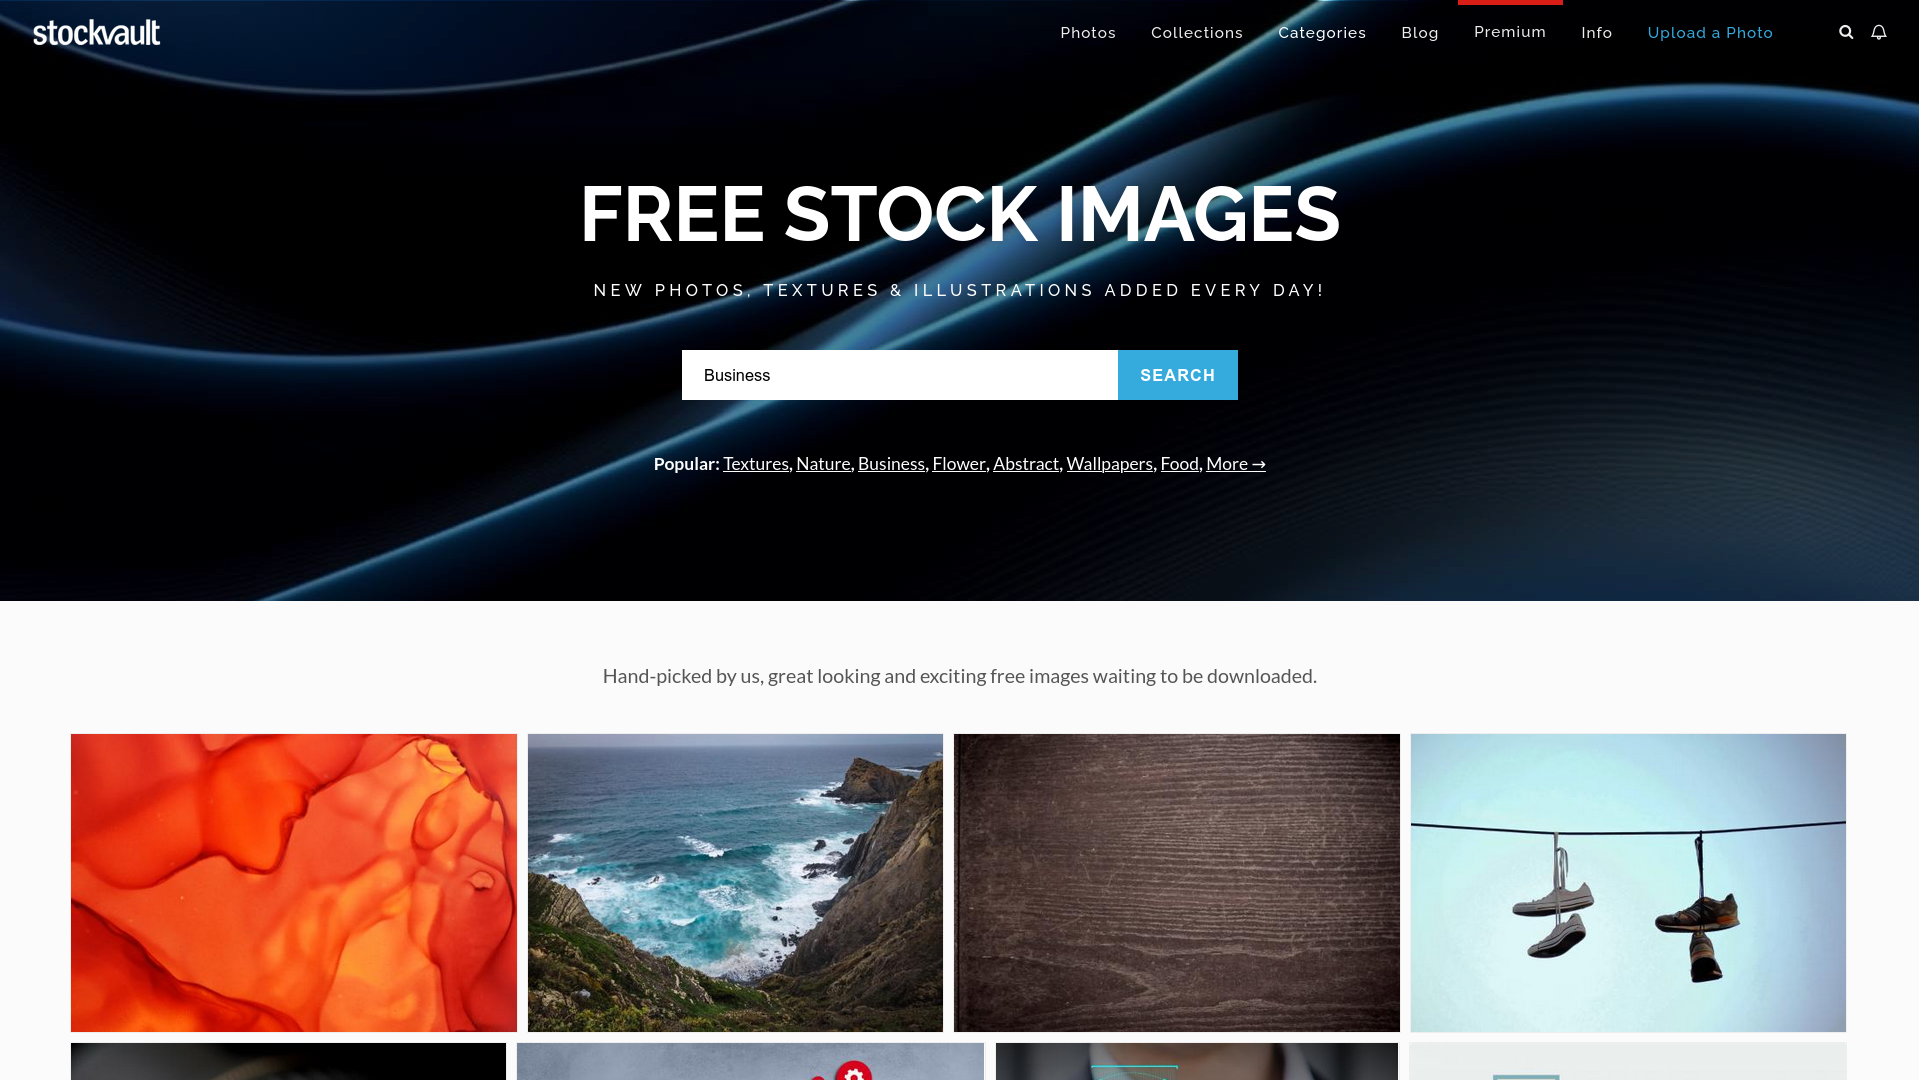 stockvault
Photos Collections Categories Blog Premium Info Upload a Photo
FREE STOCK IMAGES
NEW PHOTOS, TEXTURES & ILLUSTRATIONS ADDED EVERY DAY!
Business SEARCH
Popular: Textures, Nature, Business, Flower, Abstract, Wallpapers, Food, More →
Hand-picked by us, great looking and exciting free images waiting to be downloaded.